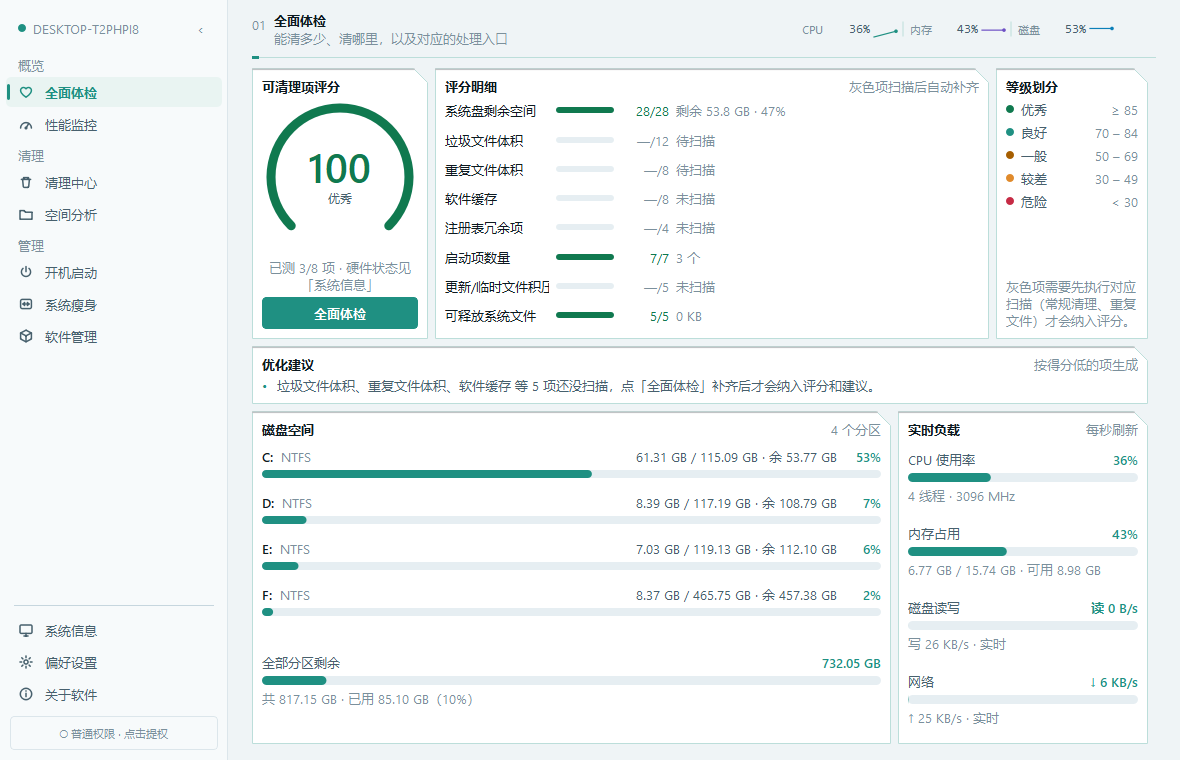 DESKTOP-T2PHPI8
概览
全面体检
性能监控
清理
清理中心
空间分析
管理
开机启动
系统瘦身
软件管理
系统信息
偏好设置
关于软件
普通权限 · 点击提权
01 全面体检
能清多少、清哪里，以及对应的处理入口
CPU 36% 内存 43% 磁盘 53%
可清理项评分
100
优秀
已测 3/8 项 · 硬件状态见
「系统信息」
全面体检
评分明细 灰色项扫描后自动补齐
系统盘剩余空间 28/28 剩余 53.8 GB · 47%
垃圾文件体积 —/12 待扫描
重复文件体积 —/8 待扫描
软件缓存 —/8 未扫描
注册表冗余项 —/4 未扫描
启动项数量 7/7 3 个
更新/临时文件积压 —/5 未扫描
可释放系统文件 5/5 0 KB
等级划分
优秀 ≥ 85
良好 70 – 84
一般 50 – 69
较差 30 – 49
危险 < 30
灰色项需要先执行对应
扫描（常规清理、重复
文件）才会纳入评分。
优化建议 按得分低的项生成
• 垃圾文件体积、重复文件体积、软件缓存 等 5 项还没扫描，点「全面体检」补齐后才会纳入评分和建议。
磁盘空间 4 个分区
C: NTFS 61.31 GB / 115.09 GB · 余 53.77 GB 53%
D: NTFS 8.39 GB / 117.19 GB · 余 108.79 GB 7%
E: NTFS 7.03 GB / 119.13 GB · 余 112.10 GB 6%
F: NTFS 8.37 GB / 465.75 GB · 余 457.38 GB 2%
全部分区剩余 732.05 GB
共 817.15 GB · 已用 85.10 GB（10%）
实时负载 每秒刷新
CPU 使用率 36%
4 线程 · 3096 MHz
内存占用 43%
6.77 GB / 15.74 GB · 可用 8.98 GB
磁盘读写 读 0 B/s
写 26 KB/s · 实时
网络 ↓ 6 KB/s
↑ 25 KB/s · 实时